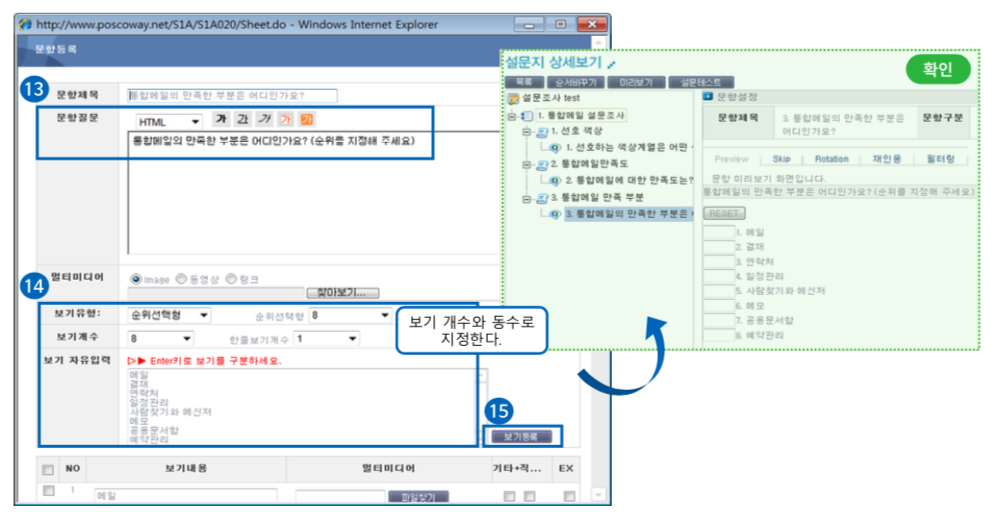 http://www.poscoway.net/S1A/S1A020/Sheet.do - Windows Internet Explorer
문항등록
13
문항제목
통합메일의 만족한 부분은 어디인가요?
문항질문
HTML
가 가 가 가 가
통합메일의 만족한 부분은 어디인가요? (순위를 지정해 주세요)
멀티미디어
Image 동영상 링크
찾아보기...
14
보기유형:
순위선택형
순위선택형 8
보기개수
8
한줄보기개수 1
보기 자유입력
▷▶ Enter키로 보기를 구분하세요.
메일
결재
연락처
일정관리
사람찾기와 메신저
메모
공용문서함
예약관리
15
보기등록
보기 개수와 동수로
지정한다.
NO
보기내용
멀티미디어
기타+적...
EX
1
메일
파일찾기
설문지 상세보기
확인
목록
순서바꾸기
미리보기
설문테스트
설문조사 test
1. 통합메일 설문조사
1. 선호 색상
1. 선호하는 색상계열은 어떤
2. 통합메일만족도
2. 통합메일에 대한 만족도는?
3. 통합메일 만족 부분
3. 통합메일의 만족한 부분은
문항설정
문항제목
3. 통합메일의 만족한 부분은
어디인가요?
문항구분
Preview
Skip
Rotation
재인용
필터링
문항 미리보기 화면입니다.
통합메일의 만족한 부분은 어디인가요?(순위를 지정해 주세요)
RESET
1. 메일
2. 결재
3. 연락처
4. 일정관리
5. 사람찾기와 메신저
6. 메모
7. 공용문서함
8. 예약관리